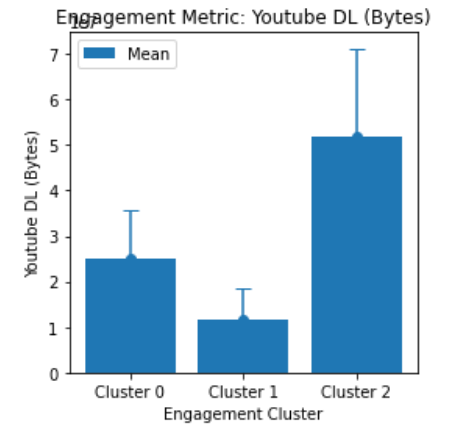 Engagement Metric: Youtube DL (Bytes)
1e7
Mean
7
6
5
4
3
2
1
0
Youtube DL (Bytes)
Cluster 0 Cluster 1 Cluster 2
Engagement Cluster